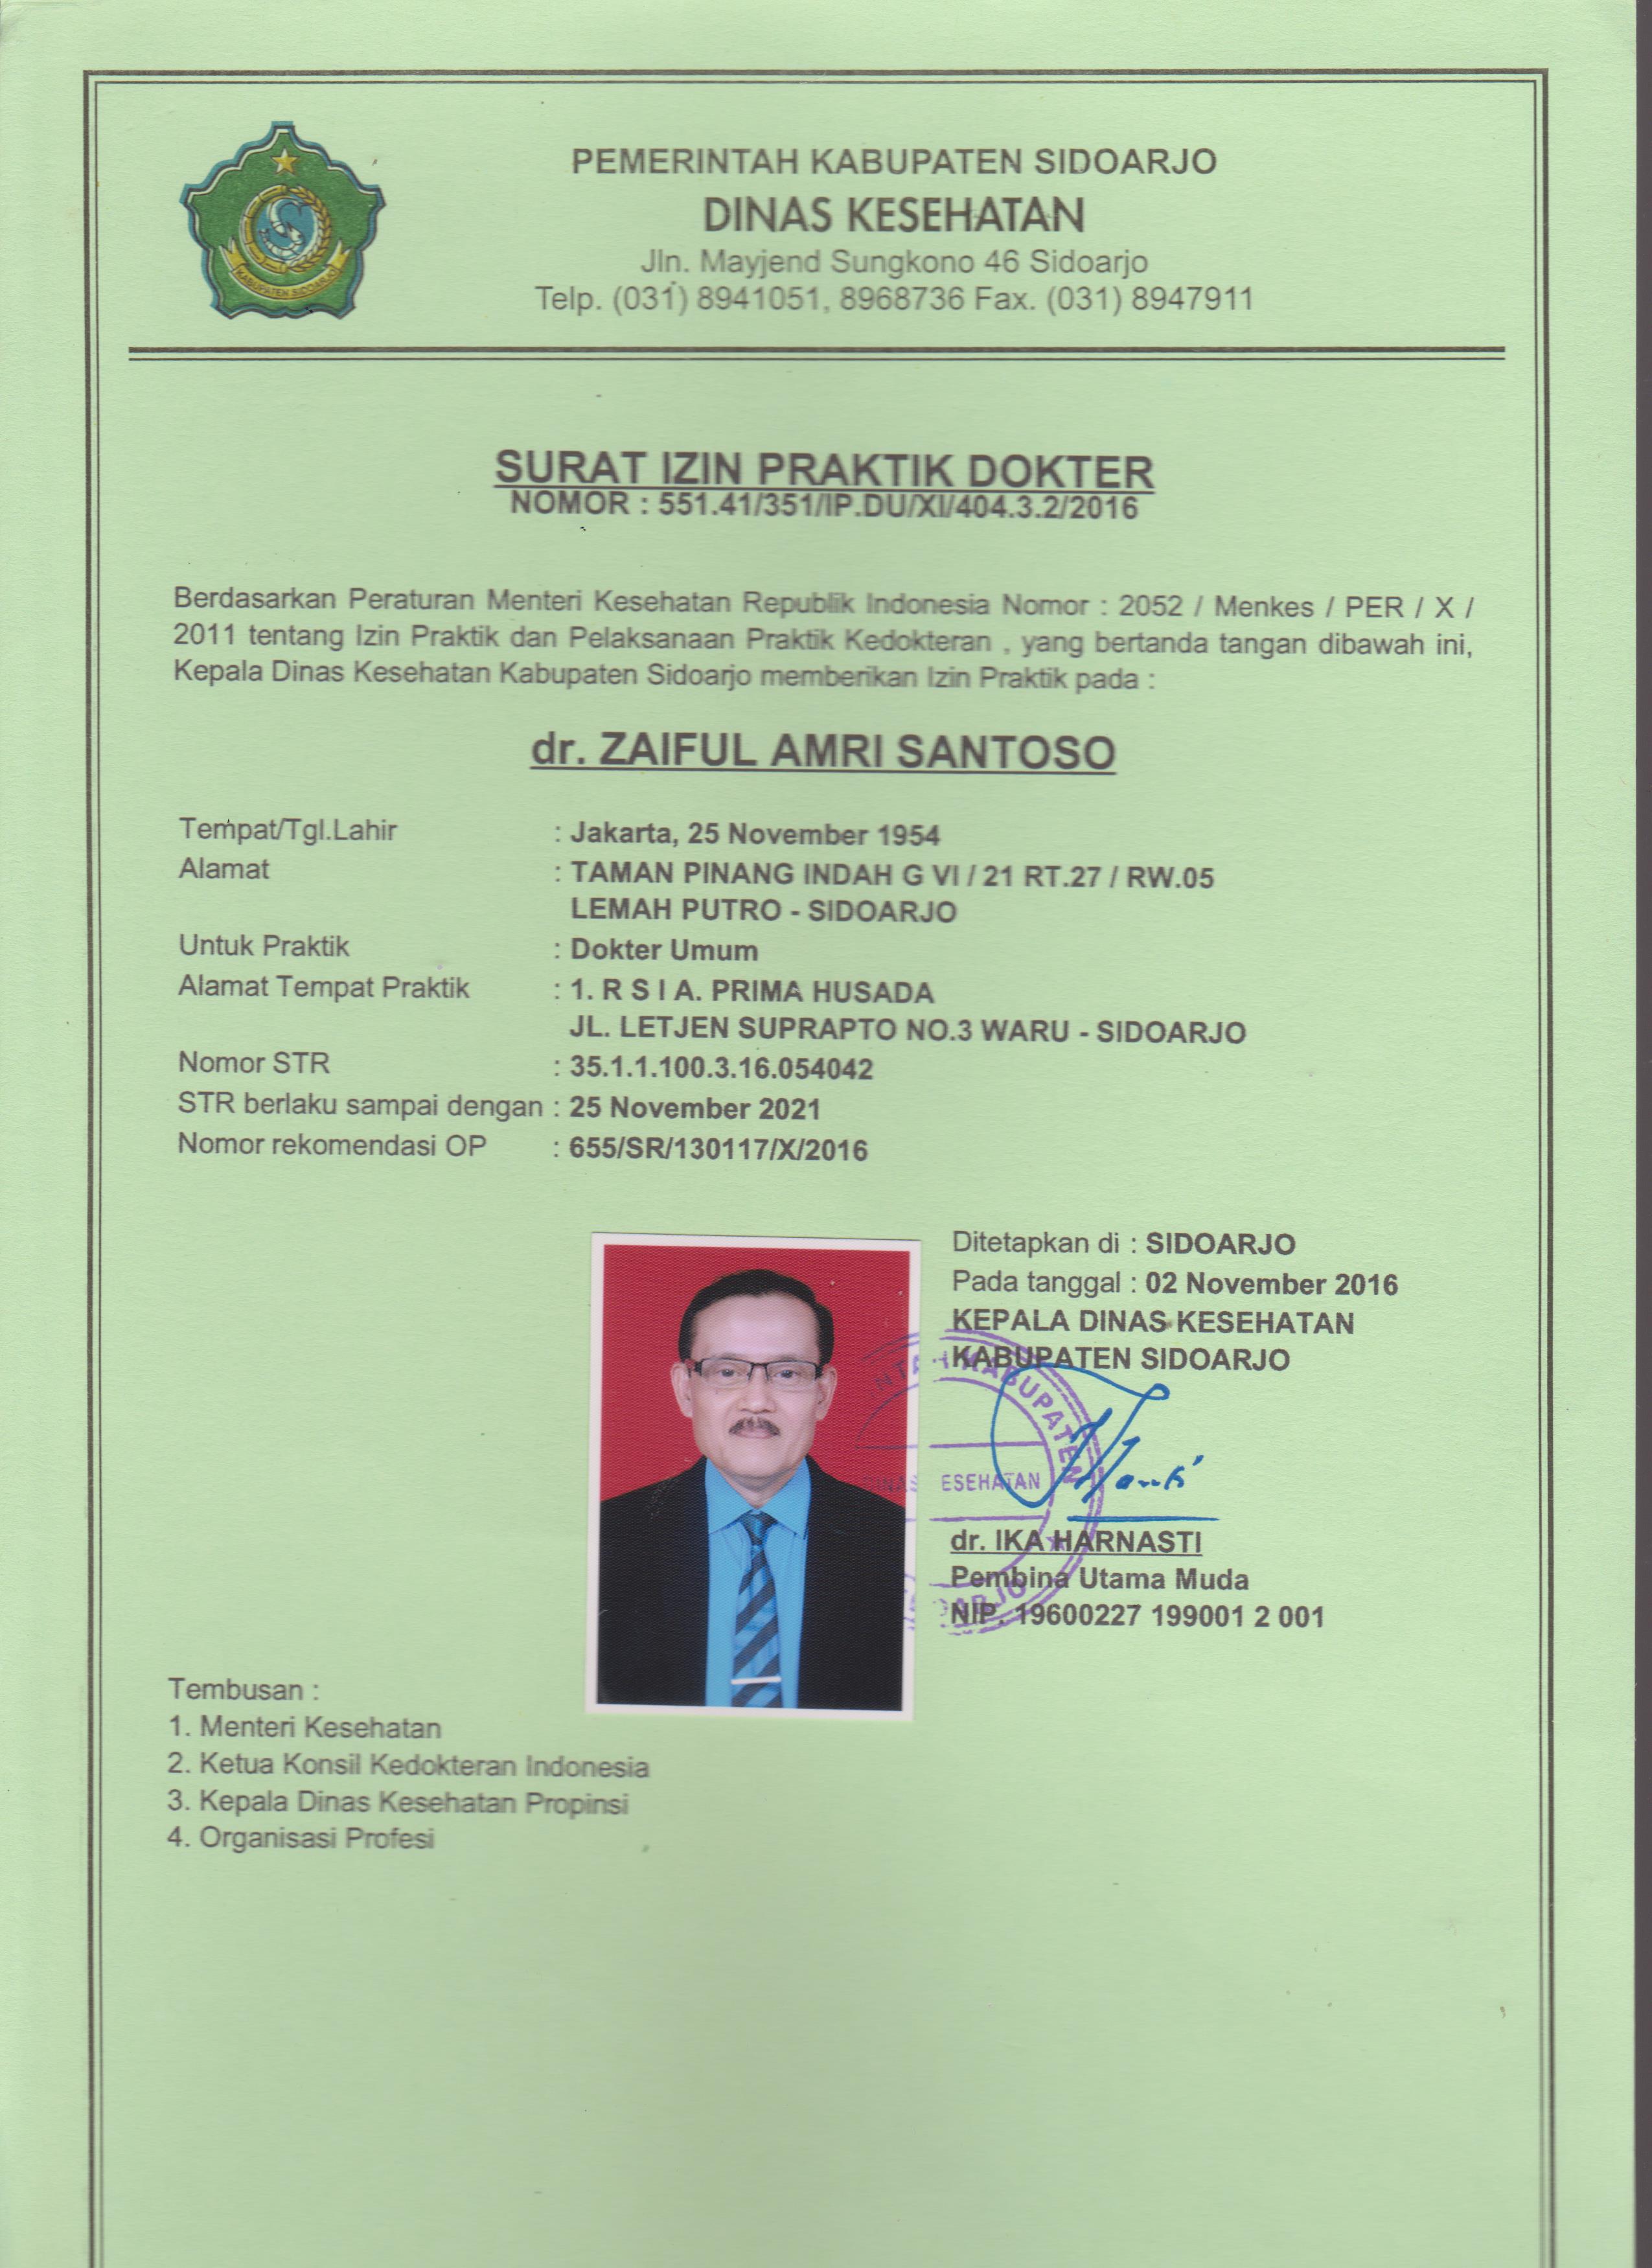 KABUPATEN SIDOARJO
PEMERINTAH KABUPATEN SIDOARJO
DINAS KESEHATAN
Jln. Mayjend Sungkono 46 Sidoarjo
Telp. (031) 8941051, 8968736 Fax. (031) 8947911
SURAT IZIN PRAKTIK DOKTER
NOMOR : 551.41/351/IP.DU/XI/404.3.2/2016
Berdasarkan Peraturan Menteri Kesehatan Republik Indonesia Nomor : 2052 / Menkes / PER / X /
2011 tentang Izin Praktik dan Pelaksanaan Praktik Kedokteran , yang bertanda tangan dibawah ini,
Kepala Dinas Kesehatan Kabupaten Sidoarjo memberikan Izin Praktik pada :
dr. ZAIFUL AMRI SANTOSO
Tempat/Tgl.Lahir : Jakarta, 25 November 1954
Alamat : TAMAN PINANG INDAH G VI / 21 RT.27 / RW.05
LEMAH PUTRO - SIDOARJO
Untuk Praktik : Dokter Umum
Alamat Tempat Praktik : 1. R S I A. PRIMA HUSADA
JL. LETJEN SUPRAPTO NO.3 WARU - SIDOARJO
Nomor STR : 35.1.1.100.3.16.054042
STR berlaku sampai dengan : 25 November 2021
Nomor rekomendasi OP : 655/SR/130117/X/2016
Ditetapkan di : SIDOARJO
Pada tanggal : 02 November 2016
KEPALA DINAS KESEHATAN
KABUPATEN SIDOARJO
NTAH KABUPATEN
DINAS ESEHATAN
DARJO
dr. IKA HARNASTI
Pembina Utama Muda
NIP. 19600227 199001 2 001
Tembusan :
1. Menteri Kesehatan
2. Ketua Konsil Kedokteran Indonesia
3. Kepala Dinas Kesehatan Propinsi
4. Organisasi Profesi